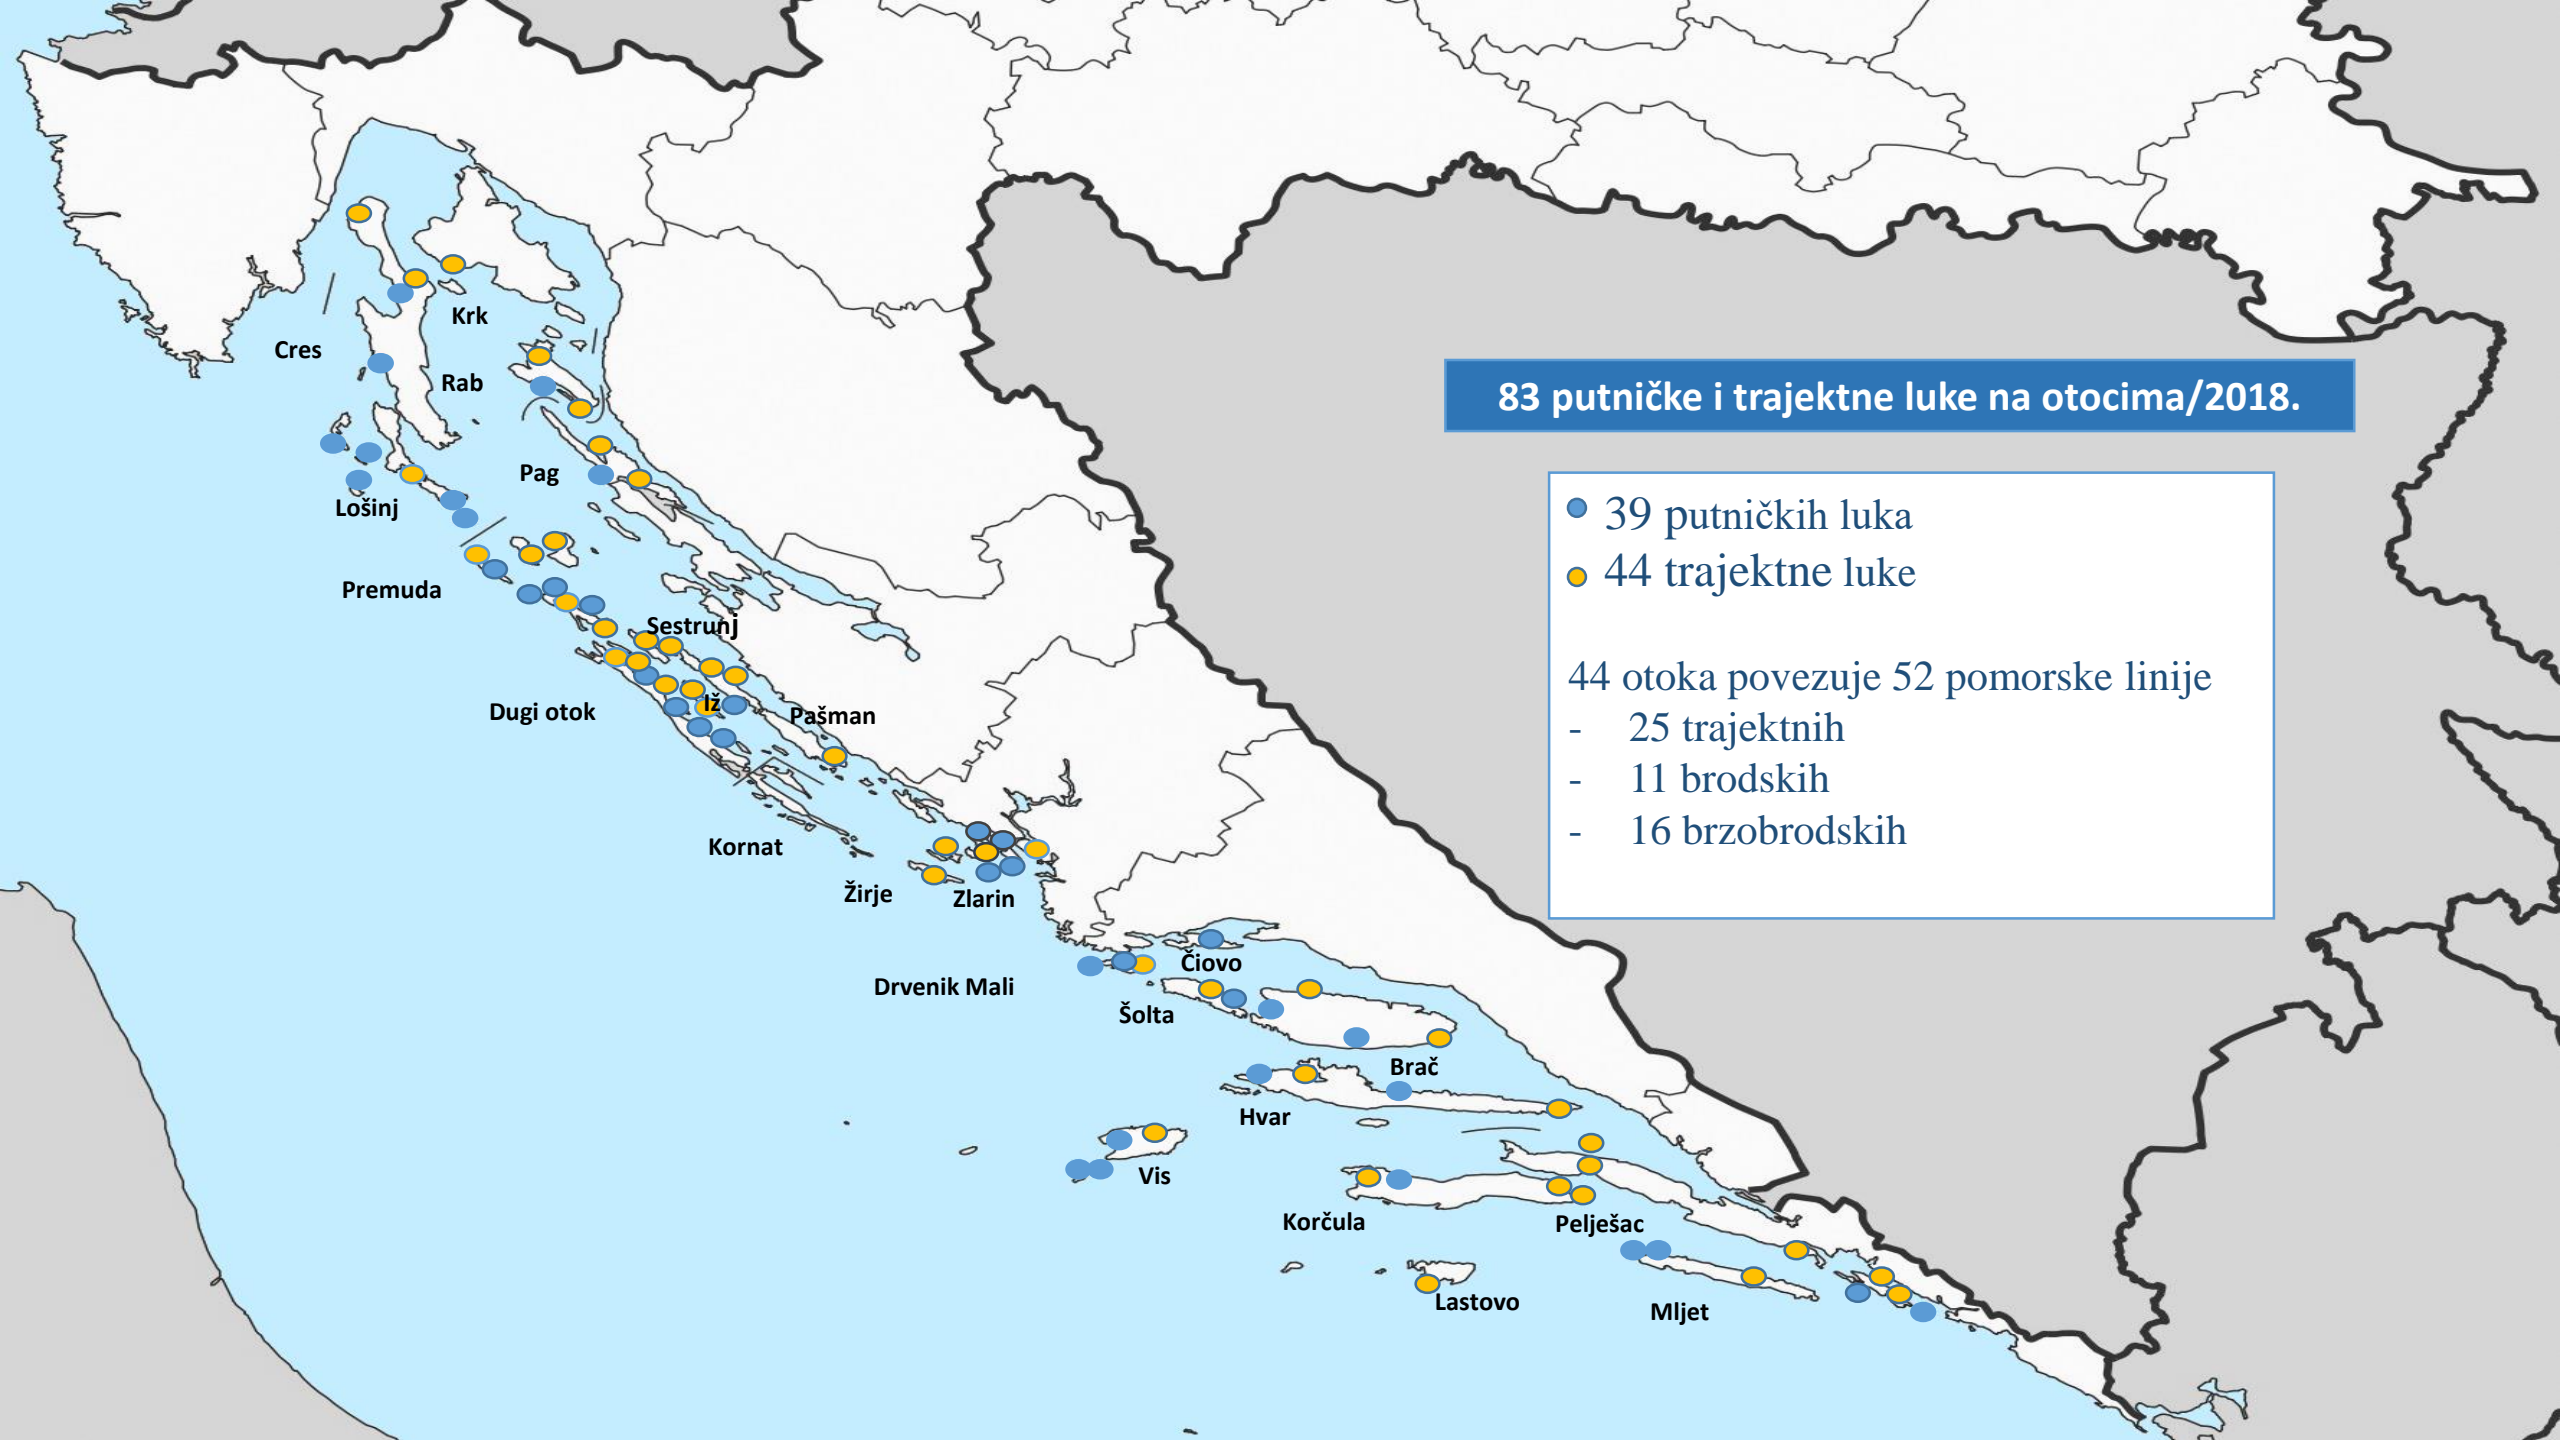 Krk
Cres
Rab
83 putničke i trajektne luke na otocima/2018.
Pag
Lošinj
39 putničkih luka
44 trajektne luke
Premuda
Sestrunj
44 otoka povezuje 52 pomorske linije
- 25 trajektnih
- 11 brodskih
- 16 brzobrodskih
Iž
Dugi otok
Pašman
Kornat
Žirje
Zlarin
Čiovo
Drvenik Mali
Šolta
Brač
Hvar
Vis
Korčula
Pelješac
Lastovo
Mljet